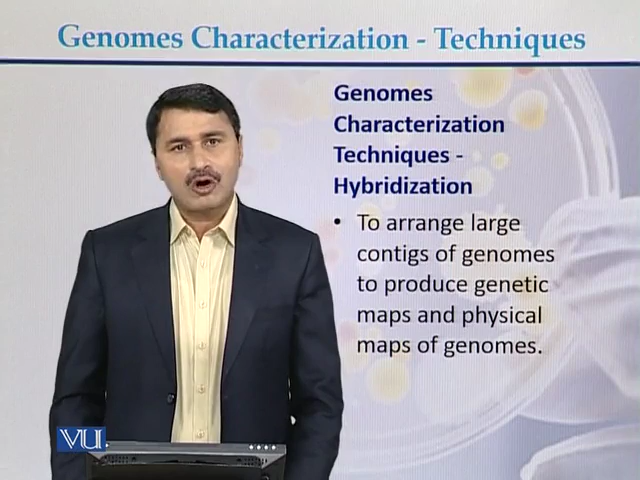 Genomes Characterization - Techniques
Genomes
Characterization
Techniques -
Hybridization
• To arrange large
contigs of genomes
to produce genetic
maps and physical
maps of genomes.
VU.